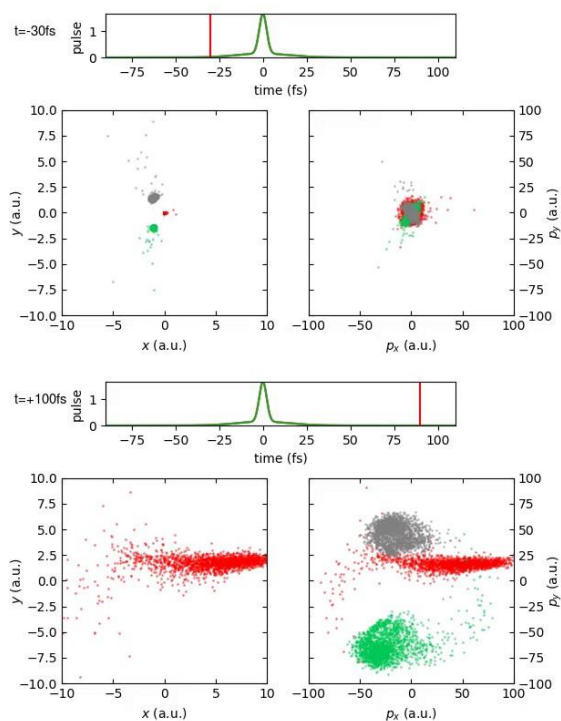 t=-30fs
pulse
1
0
−75 −50 −25 0 25 50 75 100
time (fs)
10.0 100
7.5 75
5.0 50
2.5 25
0.0 0
−2.5 −25
−5.0 −50
−7.5 −75
−10.0 −100
y (a.u.)
p_y (a.u.)
−10 −5 0 5 10
−100 −50 0 50 100
x (a.u.)
p_x (a.u.)
t=+100fs
pulse
1
0
−75 −50 −25 0 25 50 75 100
time (fs)
10.0 100
7.5 75
5.0 50
2.5 25
0.0 0
−2.5 −25
−5.0 −50
−7.5 −75
−10.0 −100
y (a.u.)
p_y (a.u.)
−10 −5 0 5 10
−100 −50 0 50 100
x (a.u.)
p_x (a.u.)